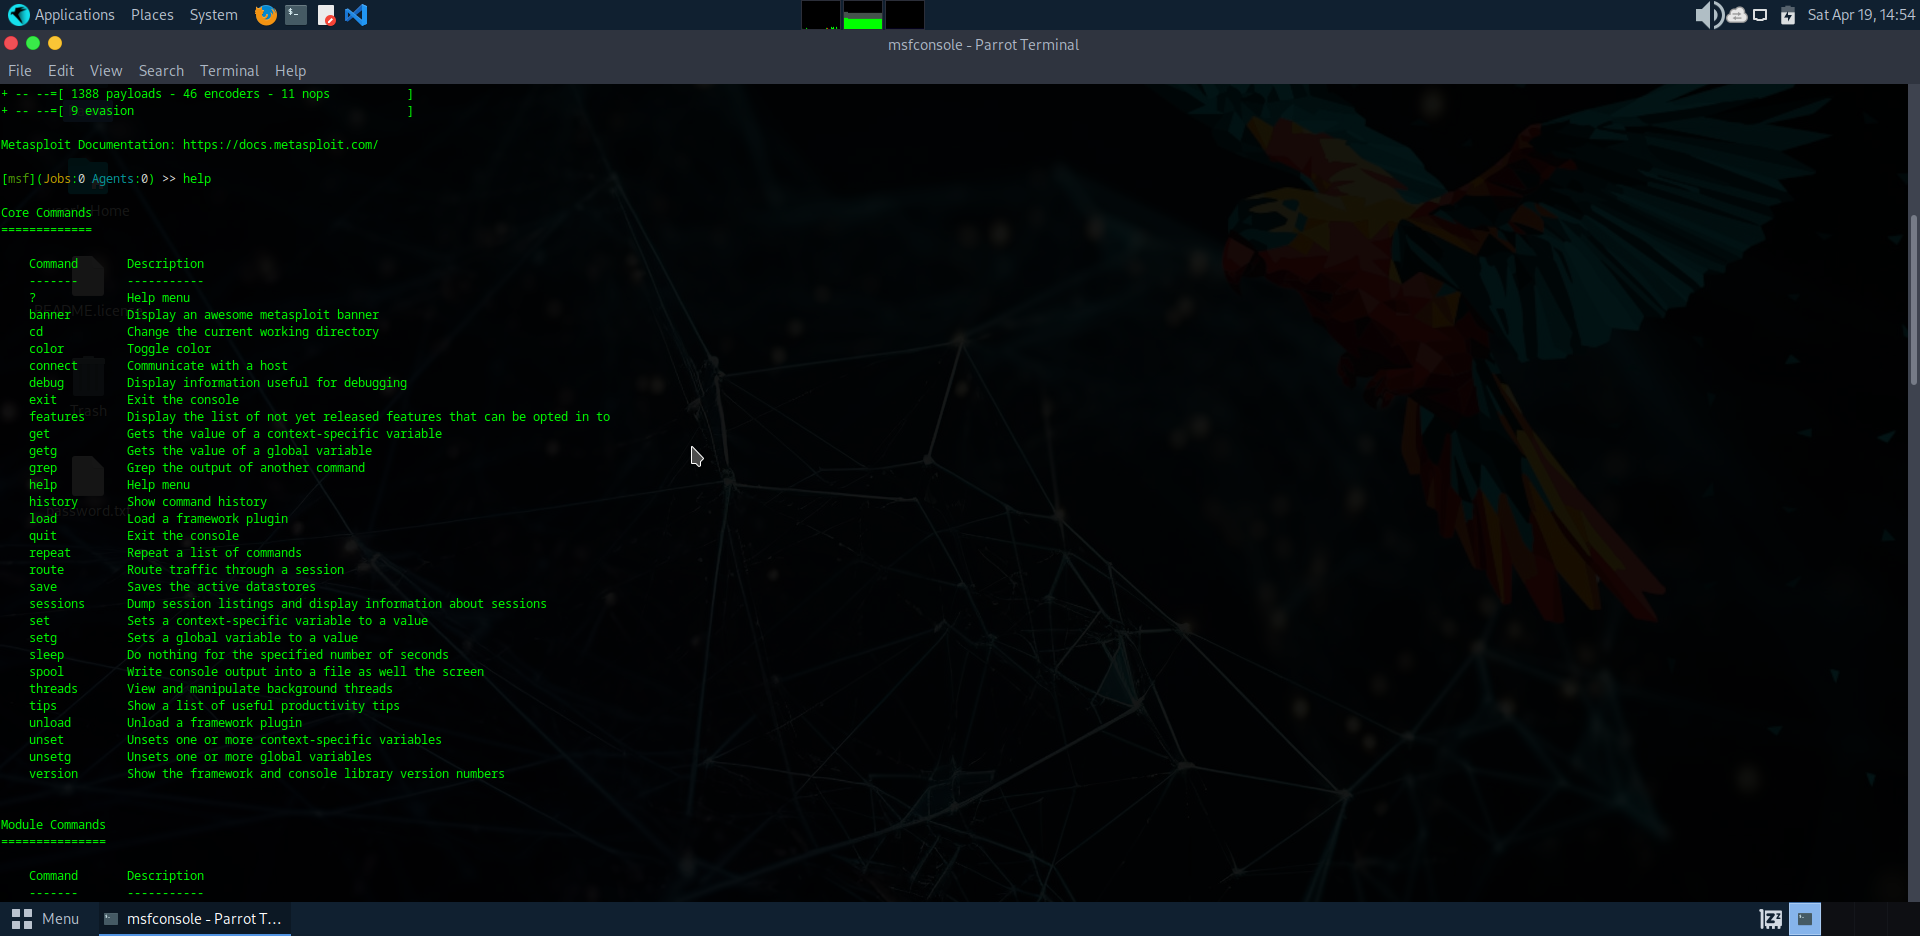 Applications Places System
Sat Apr 19, 14:54
msfconsole - Parrot Terminal
File Edit View Search Terminal Help
+ -- --=[ 1388 payloads - 46 encoders - 11 nops           ]
+ -- --=[ 9 evasion                                       ]
Metasploit Documentation: https://docs.metasploit.com/
[msf](Jobs:0 Agents:0) >> help
Core Commands
=============
Command       Description
-------       -----------
?             Help menu
banner        Display an awesome metasploit banner
cd            Change the current working directory
color         Toggle color
connect       Communicate with a host
debug         Display information useful for debugging
exit          Exit the console
features      Display the list of not yet released features that can be opted in to
get           Gets the value of a context-specific variable
getg          Gets the value of a global variable
grep          Grep the output of another command
help          Help menu
history       Show command history
load          Load a framework plugin
quit          Exit the console
repeat        Repeat a list of commands
route         Route traffic through a session
save          Saves the active datastores
sessions      Dump session listings and display information about sessions
set           Sets a context-specific variable to a value
setg          Sets a global variable to a value
sleep         Do nothing for the specified number of seconds
spool         Write console output into a file as well the screen
threads       View and manipulate background threads
tips          Show a list of useful productivity tips
unload        Unload a framework plugin
unset         Unsets one or more context-specific variables
unsetg        Unsets one or more global variables
version       Show the framework and console library version numbers
Module Commands
===============
Command       Description
-------       -----------
Home
Trash
Menu
msfconsole - Parrot T...